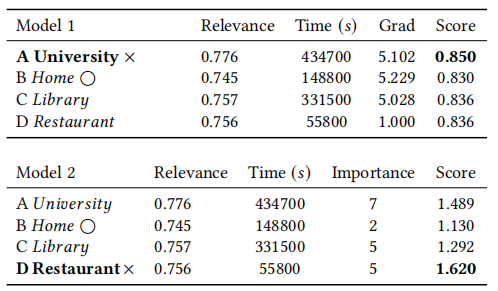 Model 1 Relevance Time (s) Grad Score
A University × 0.776 434700 5.102 0.850
B Home ○ 0.745 148800 5.229 0.830
C Library 0.757 331500 5.028 0.836
D Restaurant 0.756 55800 1.000 0.836
Model 2 Relevance Time (s) Importance Score
A University 0.776 434700 7 1.489
B Home ○ 0.745 148800 2 1.130
C Library 0.757 331500 5 1.292
D Restaurant × 0.756 55800 5 1.620